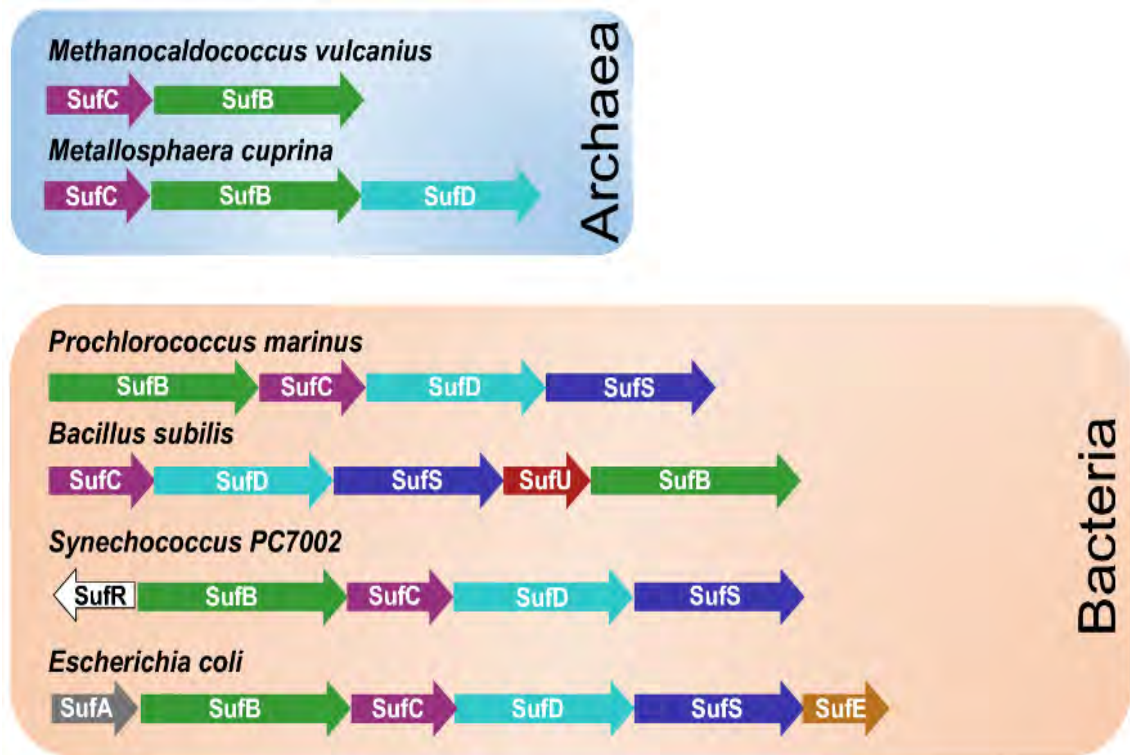 Methanocaldococcus vulcanius
SufC SufB
Metallosphaera cuprina
SufC SufB SufD
Archaea
Prochlorococcus marinus
SufB SufC SufD SufS
Bacillus subilis
SufC SufD SufS SufU SufB
Synechococcus PC7002
SufR SufB SufC SufD SufS
Escherichia coli
SufA SufB SufC SufD SufS SufE
Bacteria